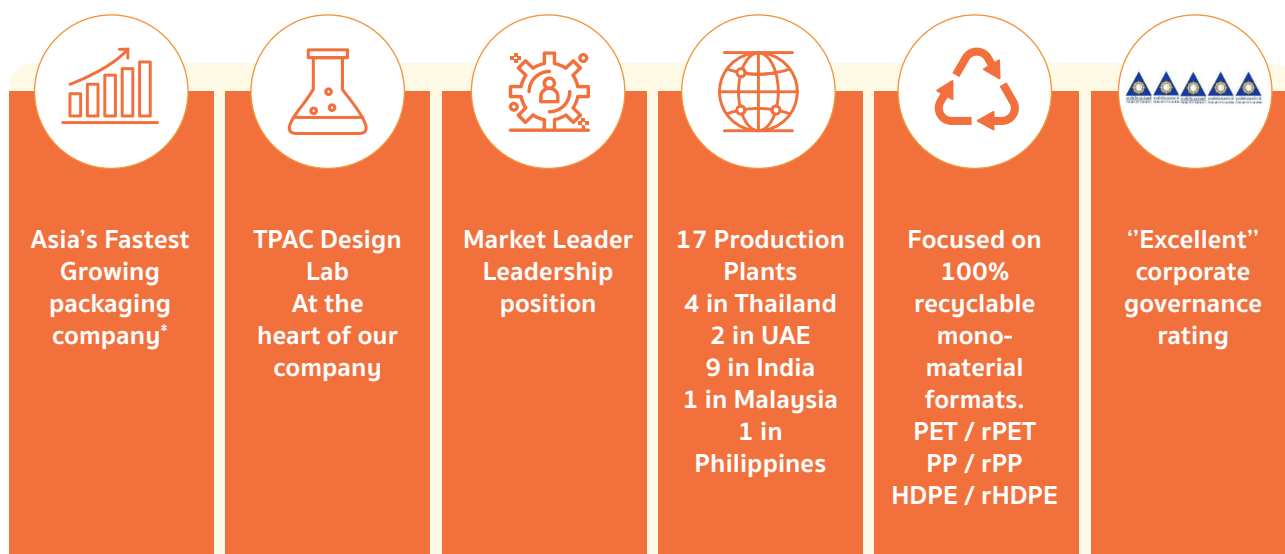 Asia’s Fastest
Growing
packaging
company*
TPAC Design
Lab
At the
heart of our
company
Market Leader
Leadership
position
17 Production
Plants
4 in Thailand
2 in UAE
9 in India
1 in Malaysia
1 in
Philippines
Focused on
100%
recyclable
mono-
material
formats.
PET / rPET
PP / rPP
HDPE / rHDPE
‘’Excellent’’
corporate
governance
rating